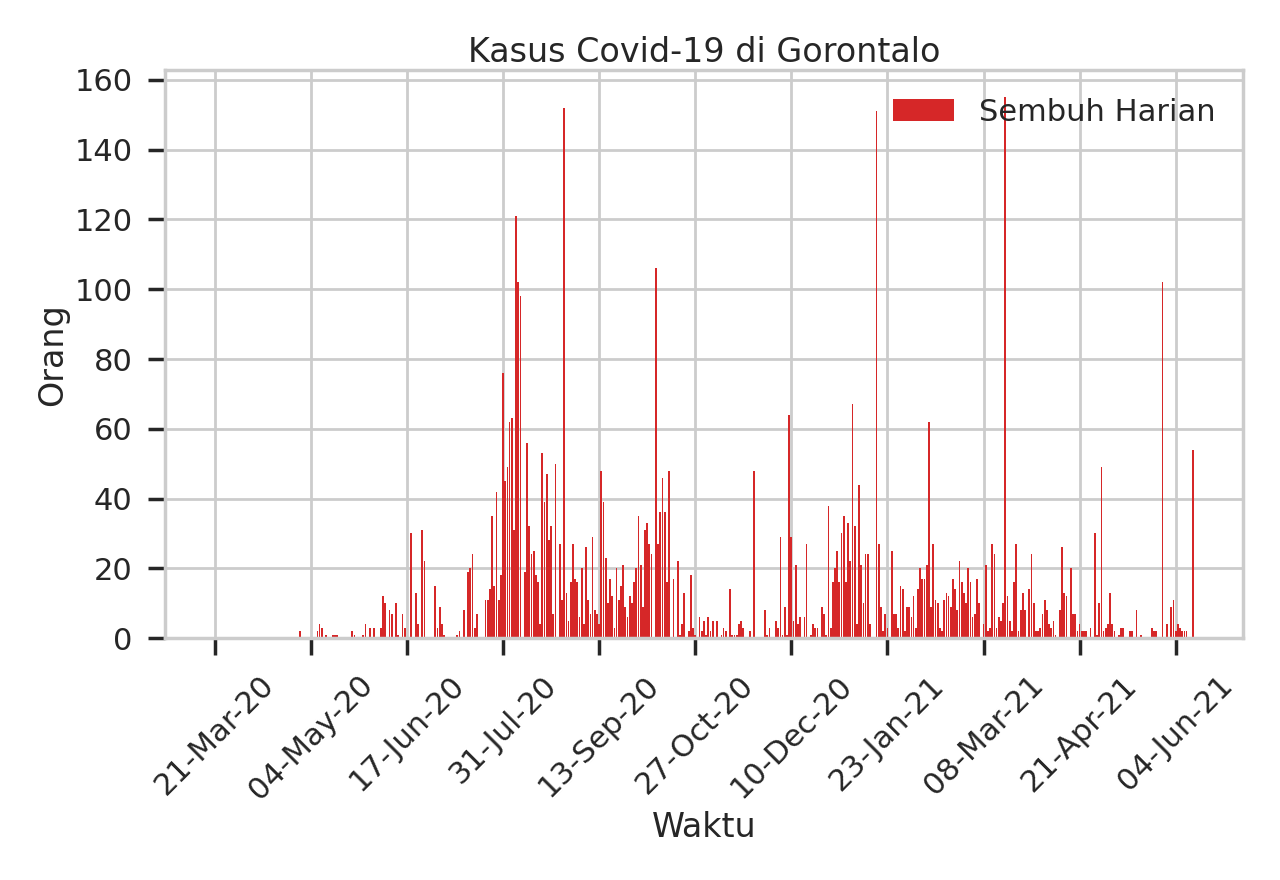 Kasus Covid-19 di Gorontalo
Sembuh Harian
160
140
120
100
80
60
40
20
0
Orang
21-Mar-20
04-May-20
17-Jun-20
31-Jul-20
13-Sep-20
27-Oct-20
10-Dec-20
23-Jan-21
08-Mar-21
21-Apr-21
04-Jun-21
Waktu